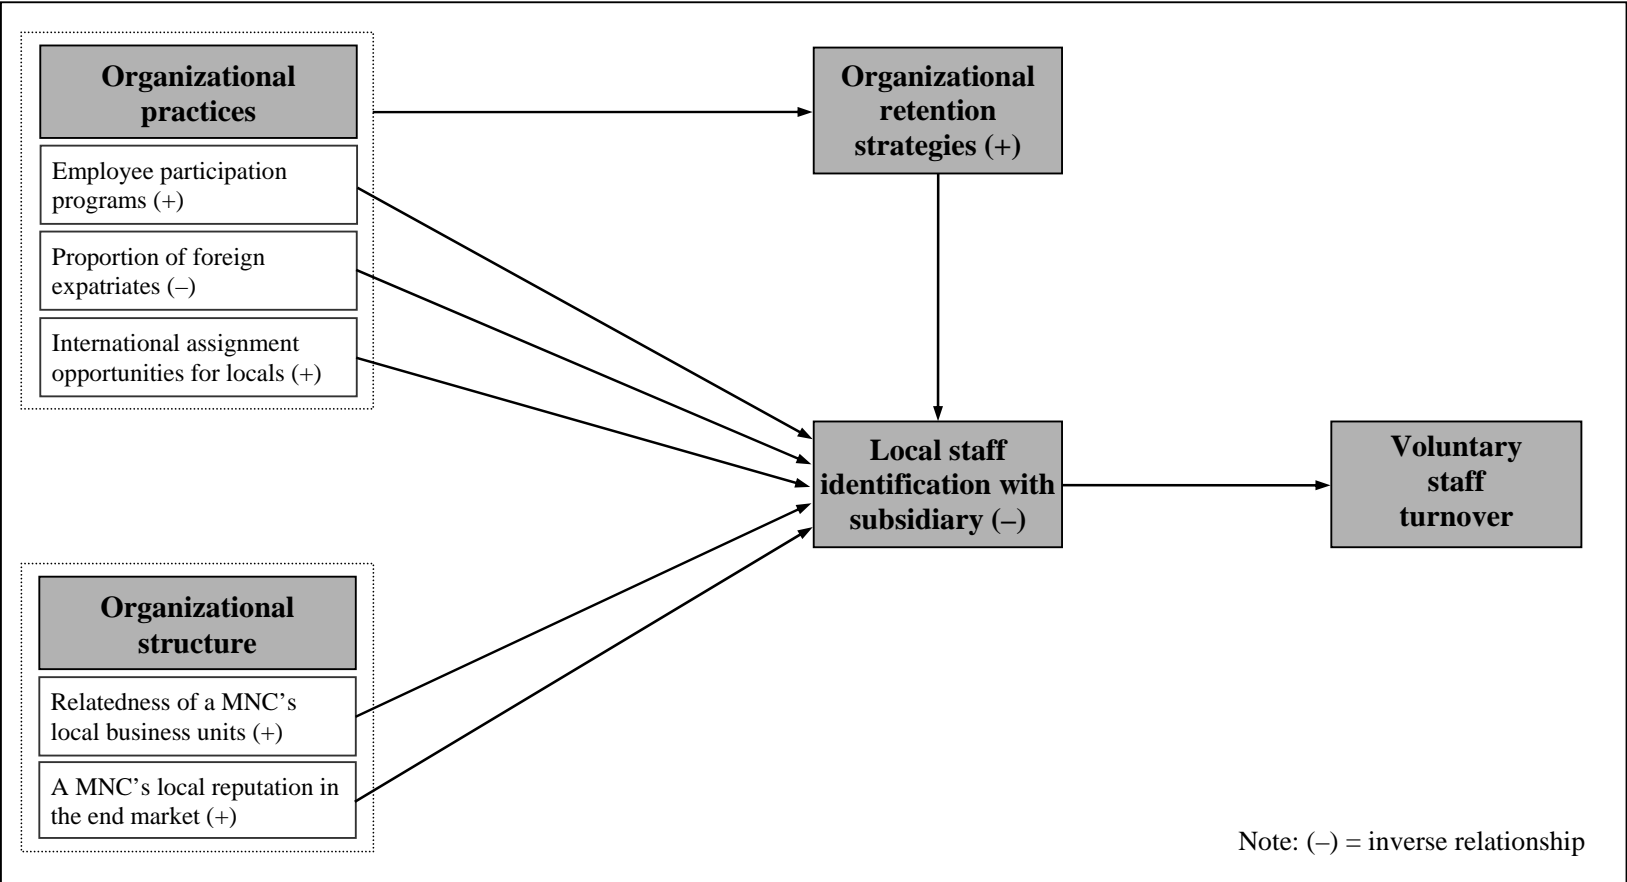 Organizational
practices
Employee participation
programs (+)
Proportion of foreign
expatriates (–)
International assignment
opportunities for locals (+)
Organizational
retention
strategies (+)
Local staff
identification with
subsidiary (–)
Voluntary
staff
turnover
Organizational
structure
Relatedness of a MNC’s
local business units (+)
A MNC’s local reputation in
the end market (+)
Note: (–) = inverse relationship